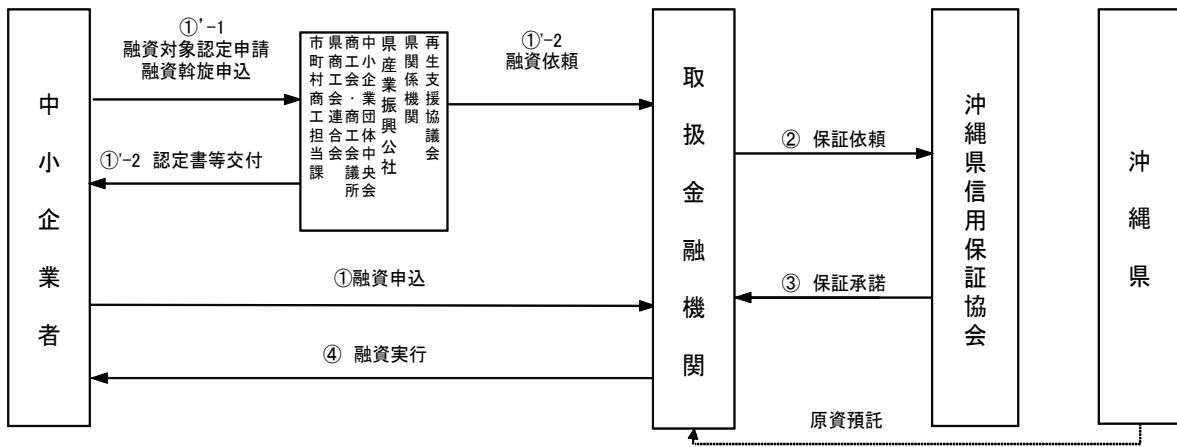 中小企業者
①’-1
融資対象認定申請
融資斡旋申込
①’-2 認定書等交付
再生支援協議会
県関係機関
県産業振興公社
中小企業団体中央会
商工会・商工会議所
県商工会連合会
市町村商工担当課
①’-2
融資依頼
①融資申込
④ 融資実行
取扱金融機関
② 保証依頼
③ 保証承諾
沖縄県信用保証協会
沖縄県
原資預託